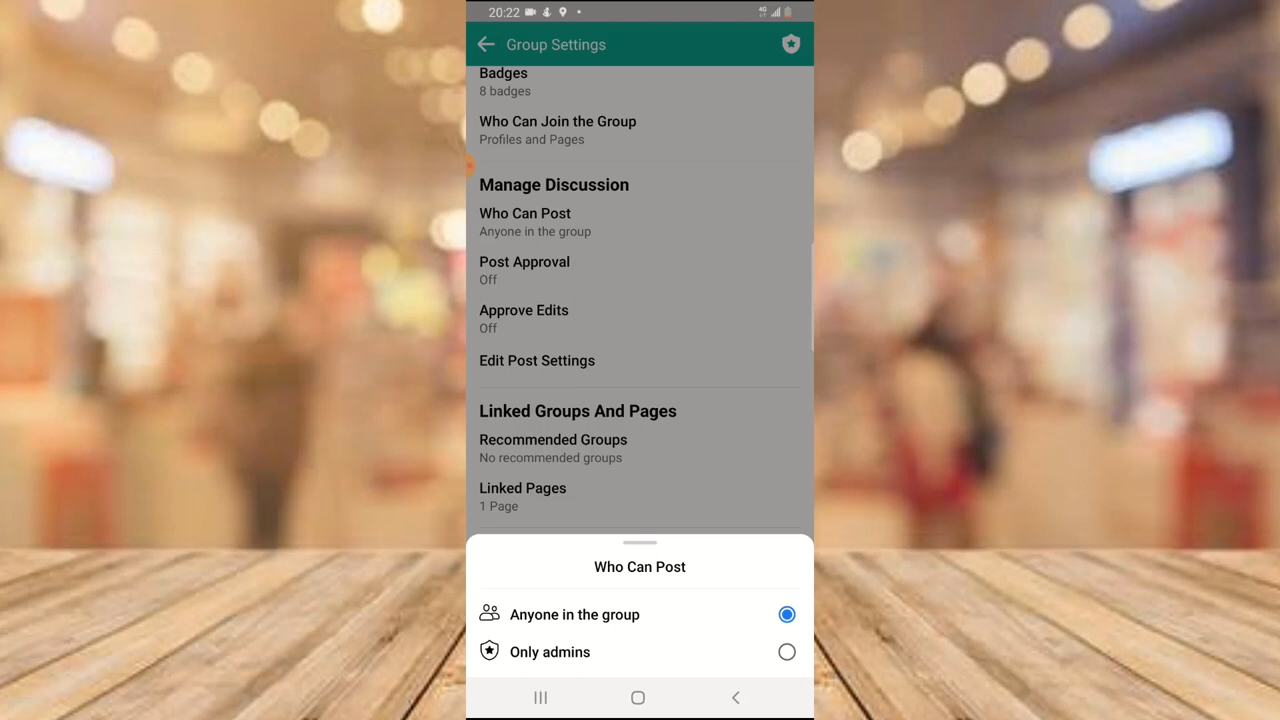 20:22
4G
Group Settings
Badges
8 badges
Who Can Join the Group
Profiles and Pages
Manage Discussion
Who Can Post
Anyone in the group
Post Approval
Off
Approve Edits
Off
Edit Post Settings
Linked Groups And Pages
Recommended Groups
No recommended groups
Linked Pages
1 Page
Who Can Post
Anyone in the group
Only admins